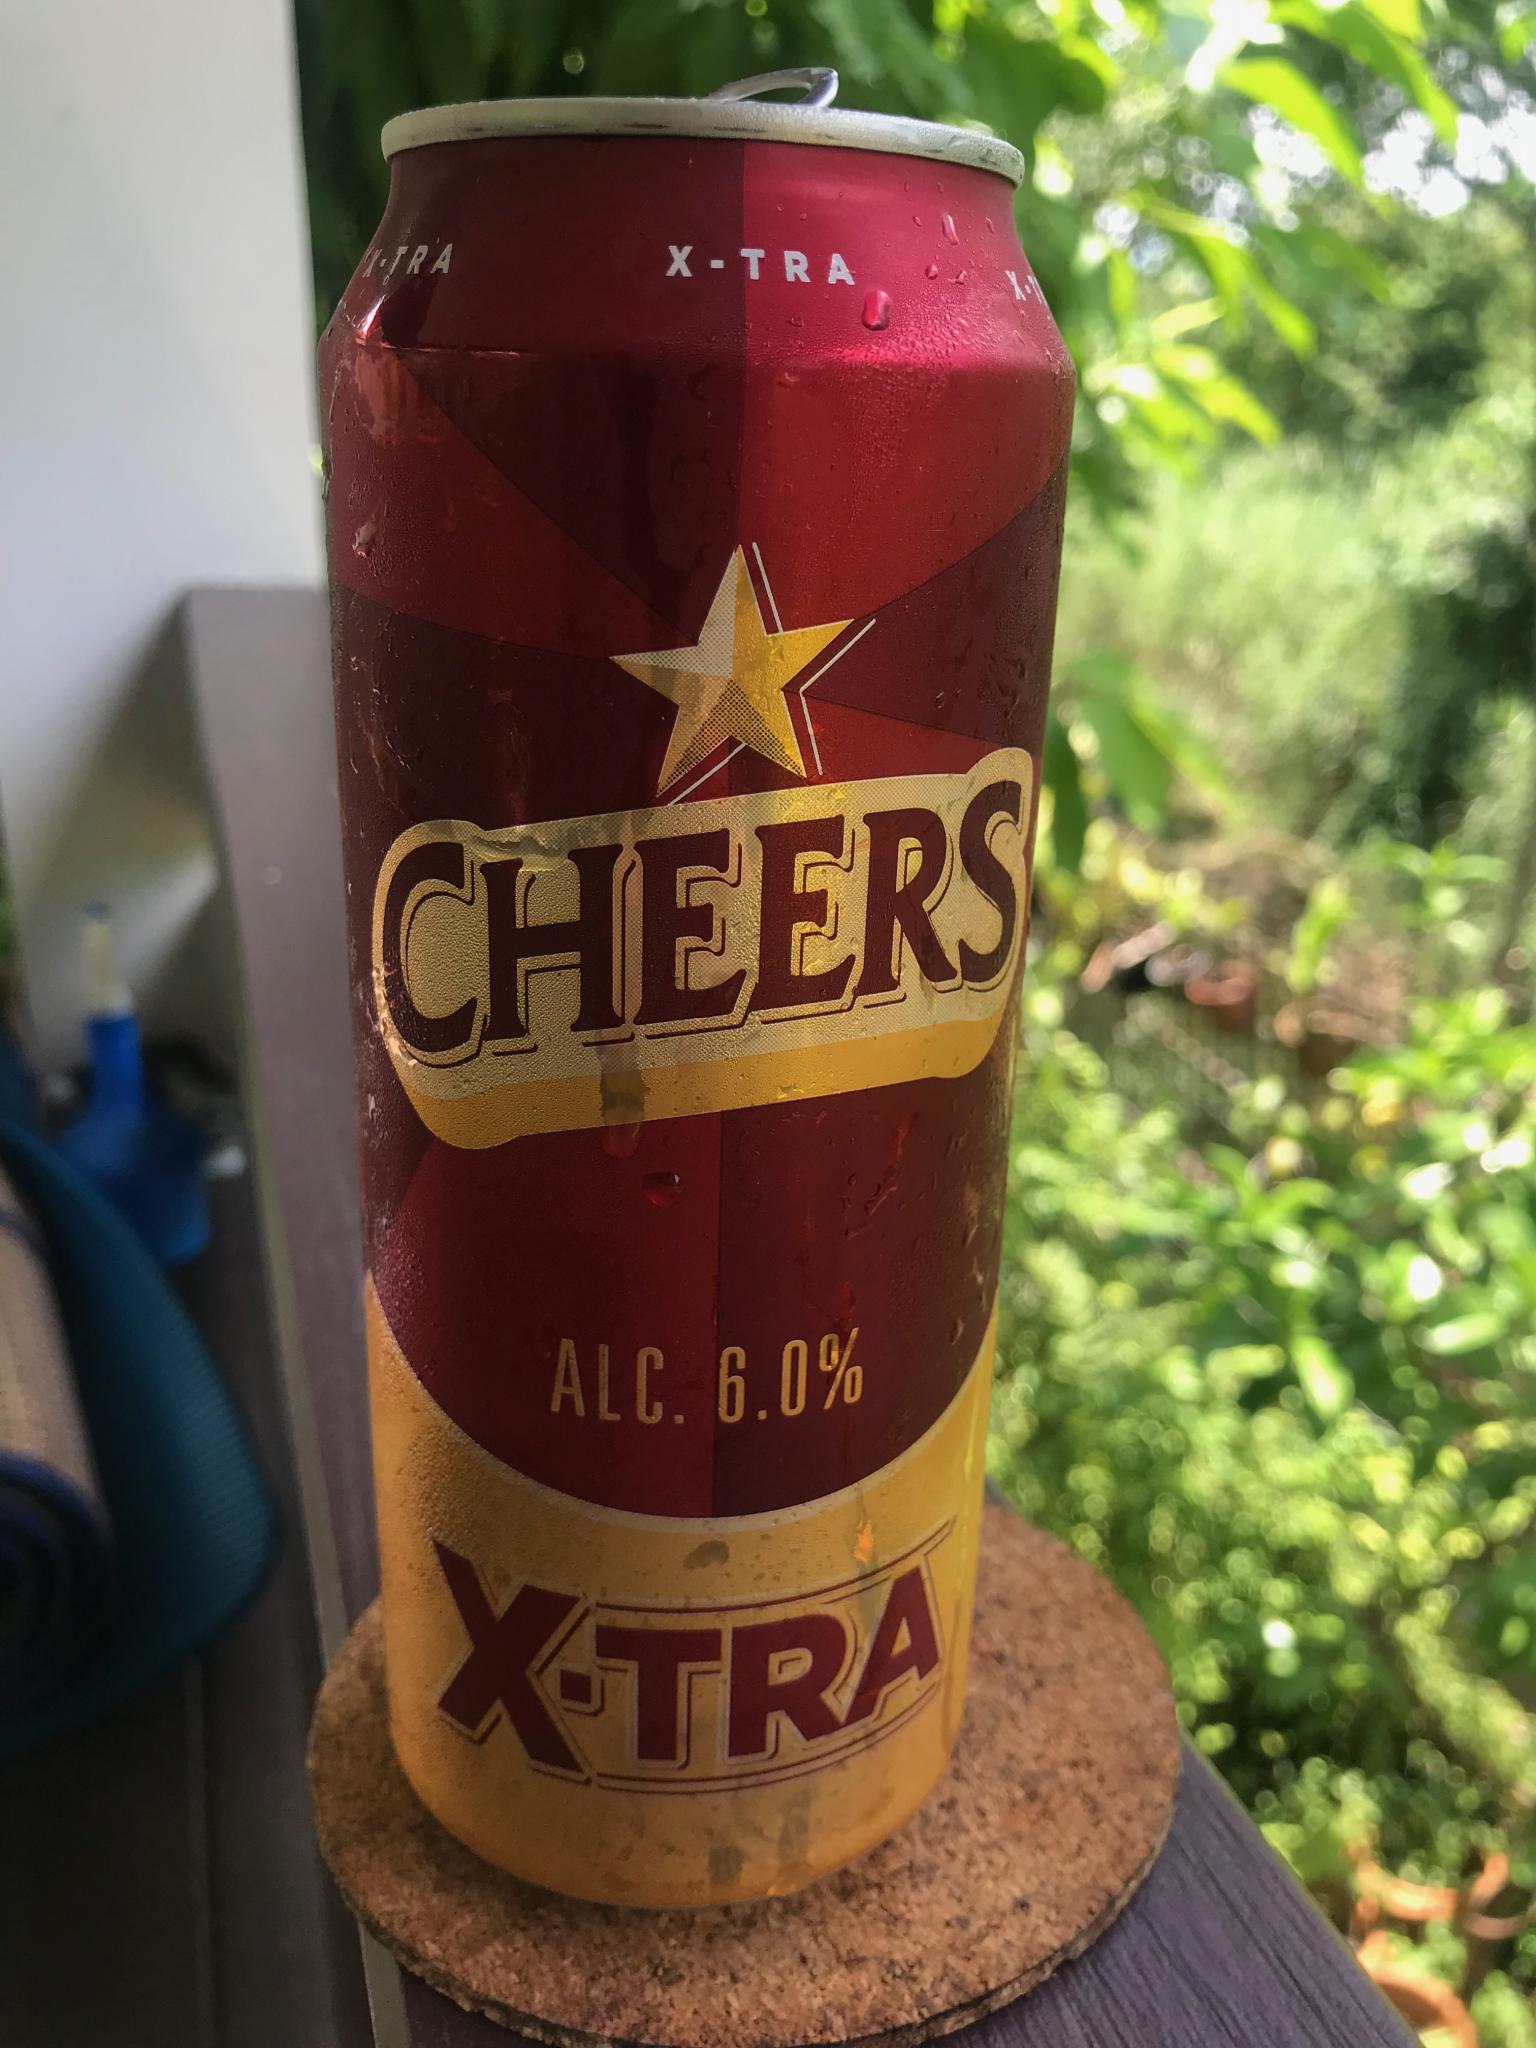 X-TRA X-TRA
CHEERS
ALC. 6.0%
X-TRA